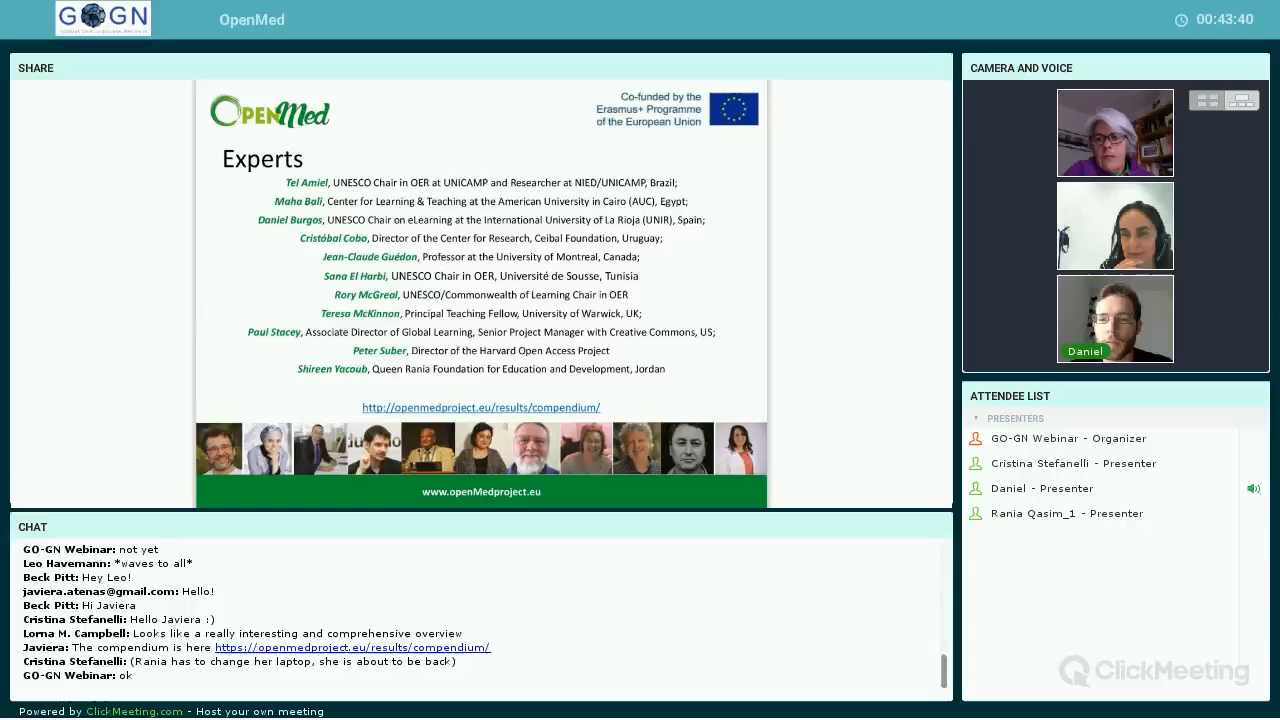 GO-GN
OpenMed
00:43:40
SHARE
OPENMed
Co-funded by the
Erasmus+ Programme
of the European Union
Experts
Tel Amiel, UNESCO Chair in OER at UNICAMP and Researcher at NIED/UNICAMP, Brazil;
Maha Bali, Center for Learning & Teaching at the American University in Cairo (AUC), Egypt;
Daniel Burgos, UNESCO Chair on eLearning at the International University of La Rioja (UNIR), Spain;
Cristóbal Cobo, Director of the Center for Research, Ceibal Foundation, Uruguay;
Jean-Claude Guédon, Professor at the University of Montreal, Canada;
Sana El Harbi, UNESCO Chair in OER, Université de Sousse, Tunisia
Rory McGreal, UNESCO/Commonwealth of Learning Chair in OER
Teresa McKinnon, Principal Teaching Fellow, University of Warwick, UK;
Paul Stacey, Associate Director of Global Learning, Senior Project Manager with Creative Commons, US;
Peter Suber, Director of the Harvard Open Access Project
Shireen Yacoub, Queen Rania Foundation for Education and Development, Jordan
http://openmedproject.eu/results/compendium/
www.openMedproject.eu
CAMERA AND VOICE
Daniel
ATTENDEE LIST
PRESENTERS
GO-GN Webinar - Organizer
Cristina Stefanelli - Presenter
Daniel - Presenter
Rania Qasim_1 - Presenter
ClickMeeting
CHAT
GO-GN Webinar: not yet
Leo Havemann: *waves to all*
Beck Pitt: Hey Leo!
javiera.atenas@gmail.com: Hello!
Beck Pitt: Hi Javiera
Cristina Stefanelli: Hello Javiera :)
Lorna M. Campbell: Looks like a really interesting and comprehensive overview
Javiera: The compendium is here https://openmedproject.eu/results/compendium/
Cristina Stefanelli: (Rania has to change her laptop, she is about to be back)
GO-GN Webinar: ok
Powered by ClickMeeting.com - Host your own meeting